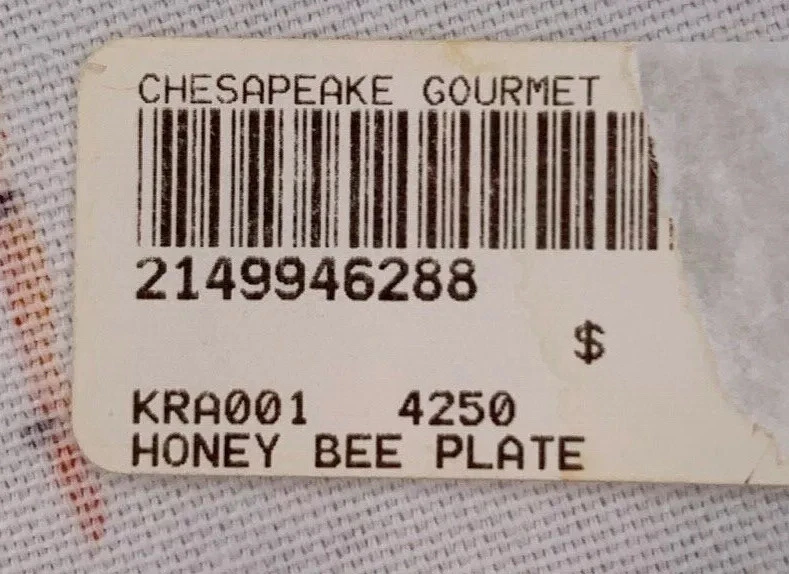 CHESAPEAKE GOURMET
2149946288
$
KRA001 4250
HONEY BEE PLATE